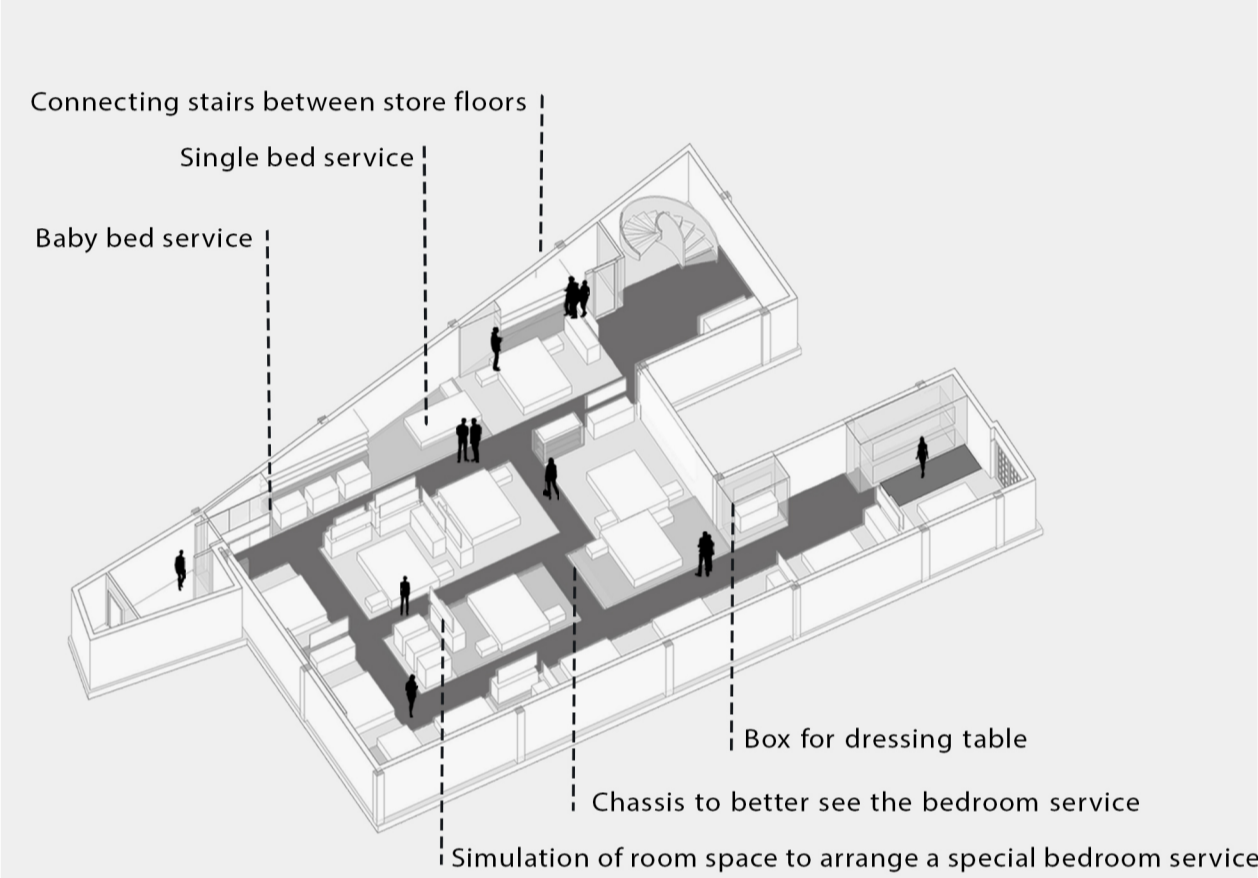 Connecting stairs between store floors
Single bed service
Baby bed service
Box for dressing table
Chassis to better see the bedroom service
Simulation of room space to arrange a special bedroom service